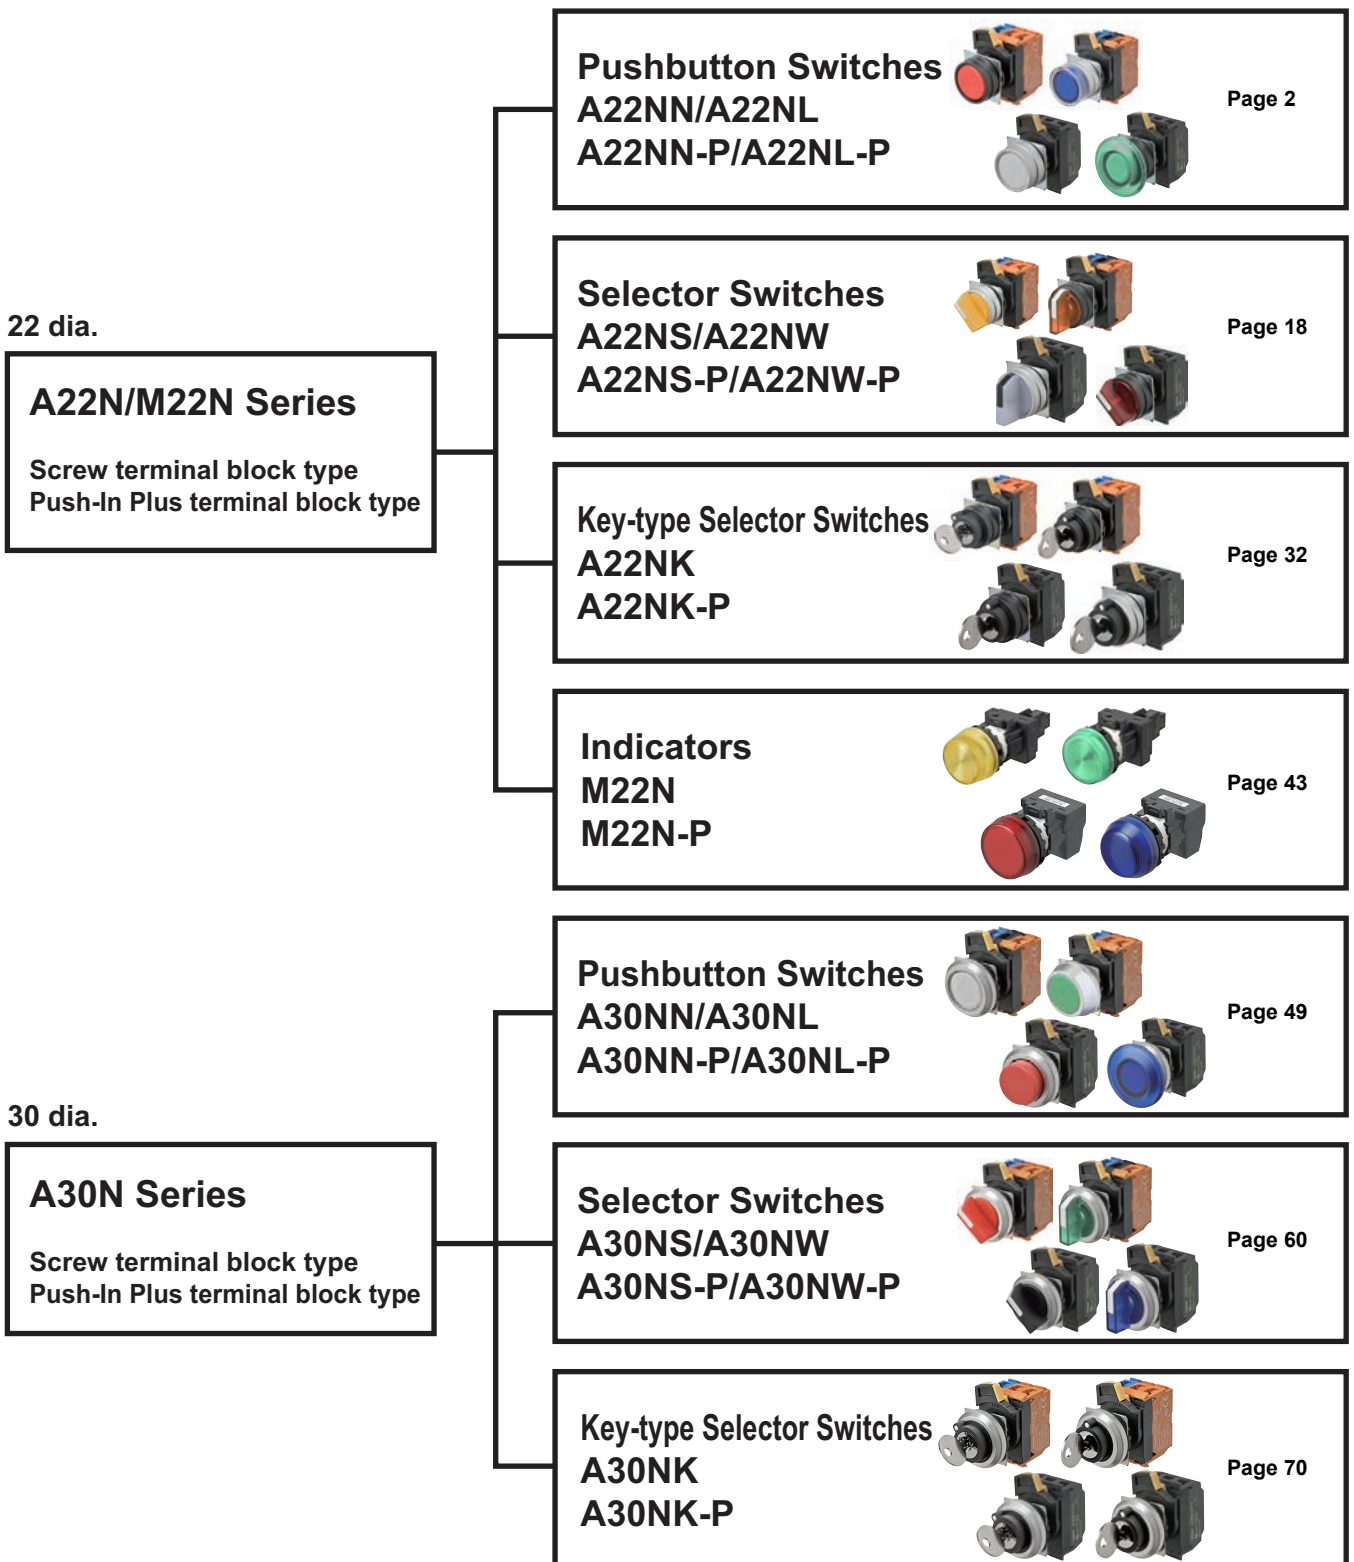 Pushbutton Switches
A22NN/A22NL
A22NN-P/A22NL-P
Page 2
22 dia.
A22N/M22N Series
Screw terminal block type
Push-In Plus terminal block type
Selector Switches
A22NS/A22NW
A22NS-P/A22NW-P
Page 18
Key-type Selector Switches
A22NK
A22NK-P
Page 32
Indicators
M22N
M22N-P
Page 43
Pushbutton Switches
A30NN/A30NL
A30NN-P/A30NL-P
Page 49
30 dia.
A30N Series
Screw terminal block type
Push-In Plus terminal block type
Selector Switches
A30NS/A30NW
A30NS-P/A30NW-P
Page 60
Key-type Selector Switches
A30NK
A30NK-P
Page 70